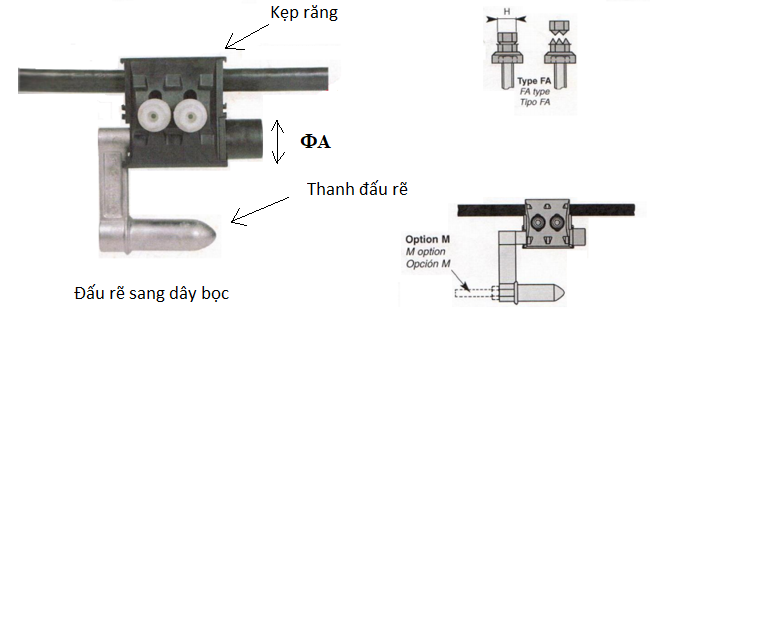 Kẹp răng
H
Type FA
FA type
Tipo FA
ΦA
Thanh đấu rẽ
Option M
M option
Opción M
Đấu rẽ sang dây bọc